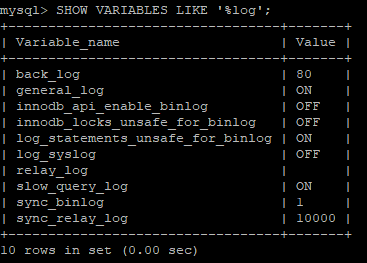 mysql> SHOW VARIABLES LIKE '%log';
+-----------------------------------+-------+
| Variable_name                     | Value |
+-----------------------------------+-------+
| back_log                          | 80    |
| general_log                       | ON    |
| innodb_api_enable_binlog          | OFF   |
| innodb_locks_unsafe_for_binlog    | OFF   |
| log_statements_unsafe_for_binlog  | ON    |
| log_syslog                        | OFF   |
| relay_log                         |       |
| slow_query_log                    | ON    |
| sync_binlog                       | 1     |
| sync_relay_log                    | 10000 |
+-----------------------------------+-------+
10 rows in set (0.00 sec)